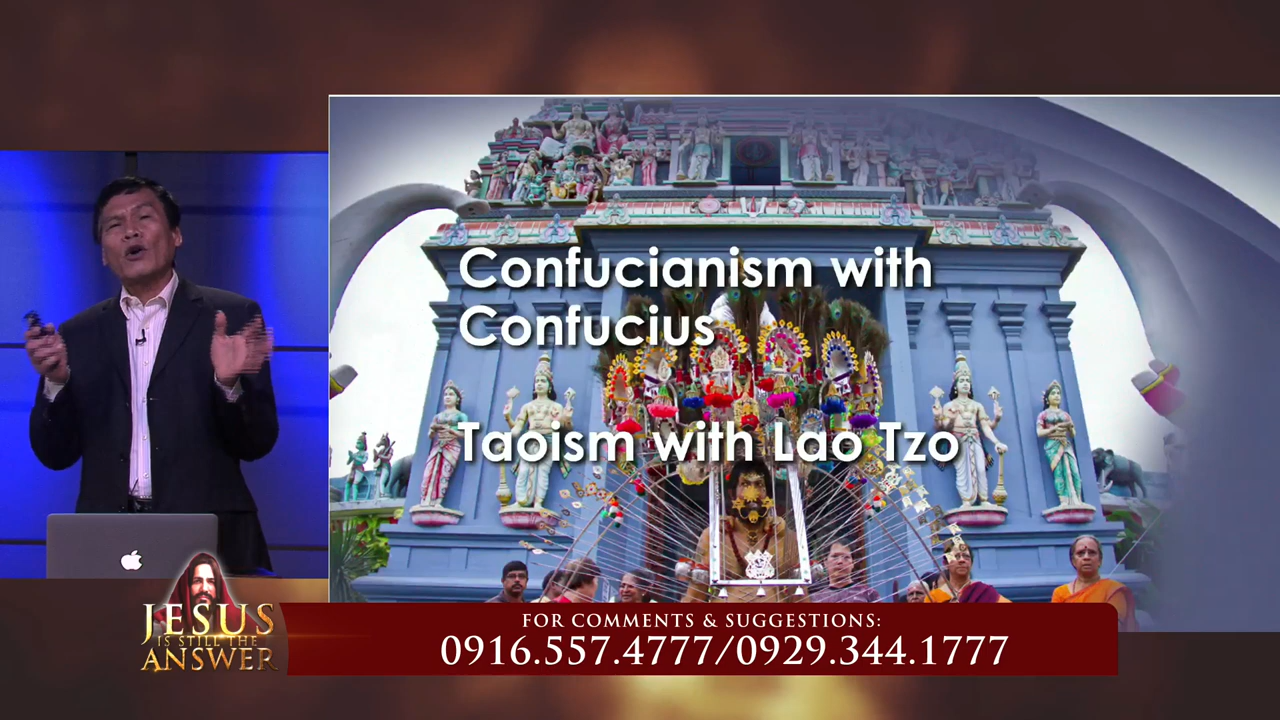 Confucianism with
Confucius
Taoism with Lao Tzo
JESUS
IS STILL THE
ANSWER
FOR COMMENTS & SUGGESTIONS:
0916.557.4777/0929.344.1777